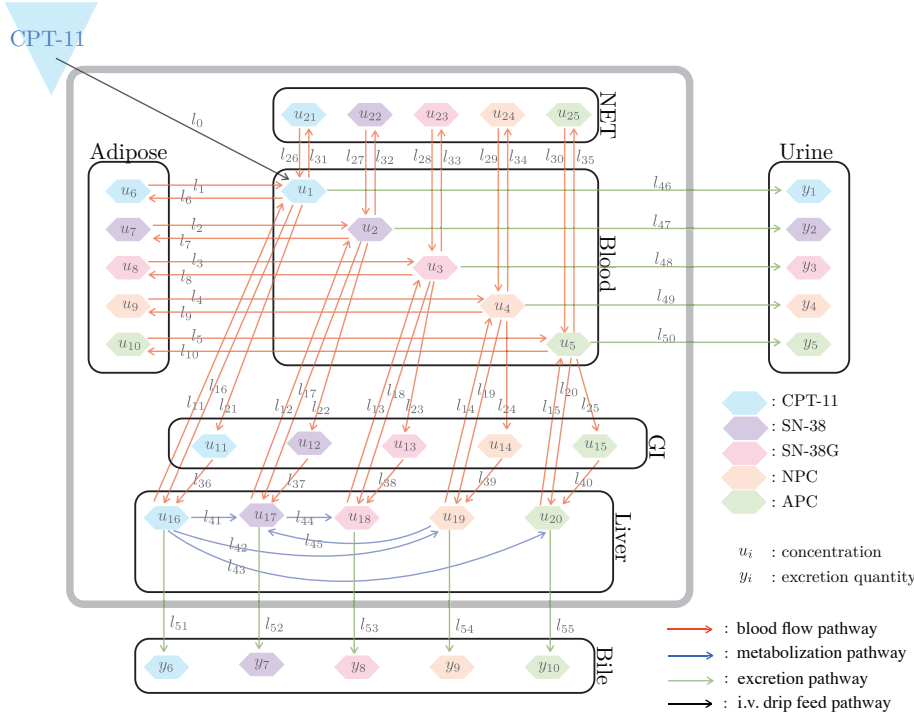 CPT-11
l0
NET
u21 u22 u23 u24 u25
l26 l31 l27 l32 l28 l33 l29 l34 l30 l35
Adipose
Urine
Blood
u6 l1 l6 u1 l46 y1
u7 l2 l7 u2 l47 y2
u8 l3 l8 u3 l48 y3
u9 l4 l9 u4 l49 y4
u10 l5 l10 u5 l50 y5
l11 l16 l21 l12 l17 l22 l13 l18 l23 l14 l19 l24 l15 l20 l25
GI
u11 u12 u13 u14 u15
l36 l37 l38 l39 l40
Liver
u16 l41 u17 l44 u18 u19 u20
l42 l45
l43
l51 l52 l53 l54 l55
Bile
y6 y7 y8 y9 y10
: CPT-11
: SN-38
: SN-38G
: NPC
: APC
ui : concentration
yi : excretion quantity
: blood flow pathway
: metabolization pathway
: excretion pathway
: i.v. drip feed pathway